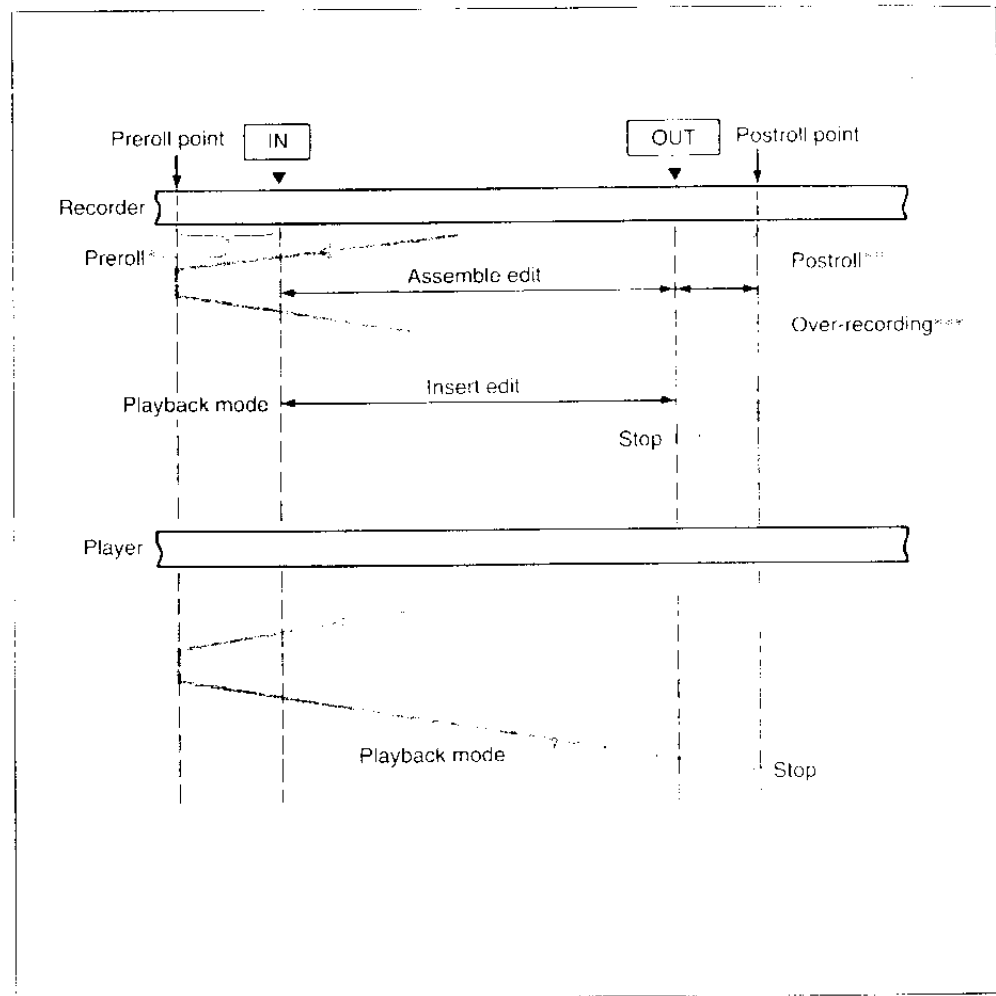 Preroll point
IN
OUT
Postroll point
Recorder
Preroll*
Postroll**
Assemble edit
Over-recording***
Insert edit
Playback mode
Stop
Player
Playback mode
Stop